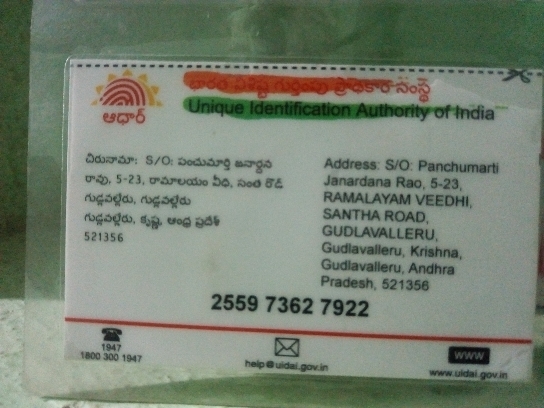 భారత విశిష్ట గుర్తింపు ప్రాధికార సంస్థ
Unique Identification Authority of India
ఆధార్
చిరునామా: S/O: పంచుమార్తి జనార్ధన
రావు, 5-23, రామాలయం వీధి, సంత రోడ్
గుడ్లవల్లేరు, గుడ్లవల్లేరు
గుడ్లవల్లేరు, కృష్ణ, ఆంధ్ర ప్రదేశ్
521356
Address: S/O: Panchumarti
Janardana Rao, 5-23,
RAMALAYAM VEEDHI,
SANTHA ROAD,
GUDLAVALLERU,
Gudlavalleru, Krishna,
Gudlavalleru, Andhra
Pradesh, 521356
2559 7362 7922
1947
1800 300 1947
help@uidai.gov.in
www
www.uidai.gov.in